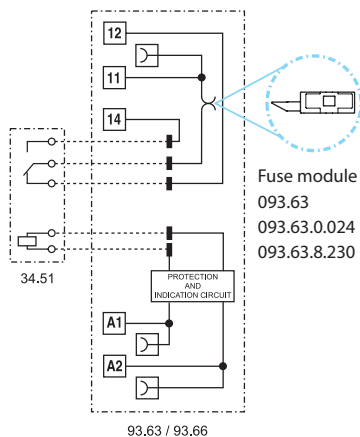 12
11
14
34.51
PROTECTION
AND
INDICATION CIRCUIT
A1
A2
93.63 / 93.66
Fuse module
093.63
093.63.0.024
093.63.8.230